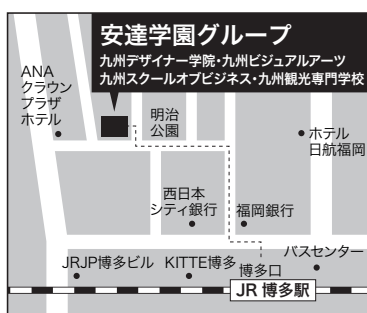 安達学園グループ
九州デザイナー学院・九州ビジュアルアーツ
九州スクールオブビジネス・九州観光専門学校
ANA
クラウン
プラザ
ホテル
明治
公園
ホテル
日航福岡
西日本
シティ銀行
福岡銀行
JRJP博多ビル
KITTE博多
博多口
バスセンター
JR 博多駅